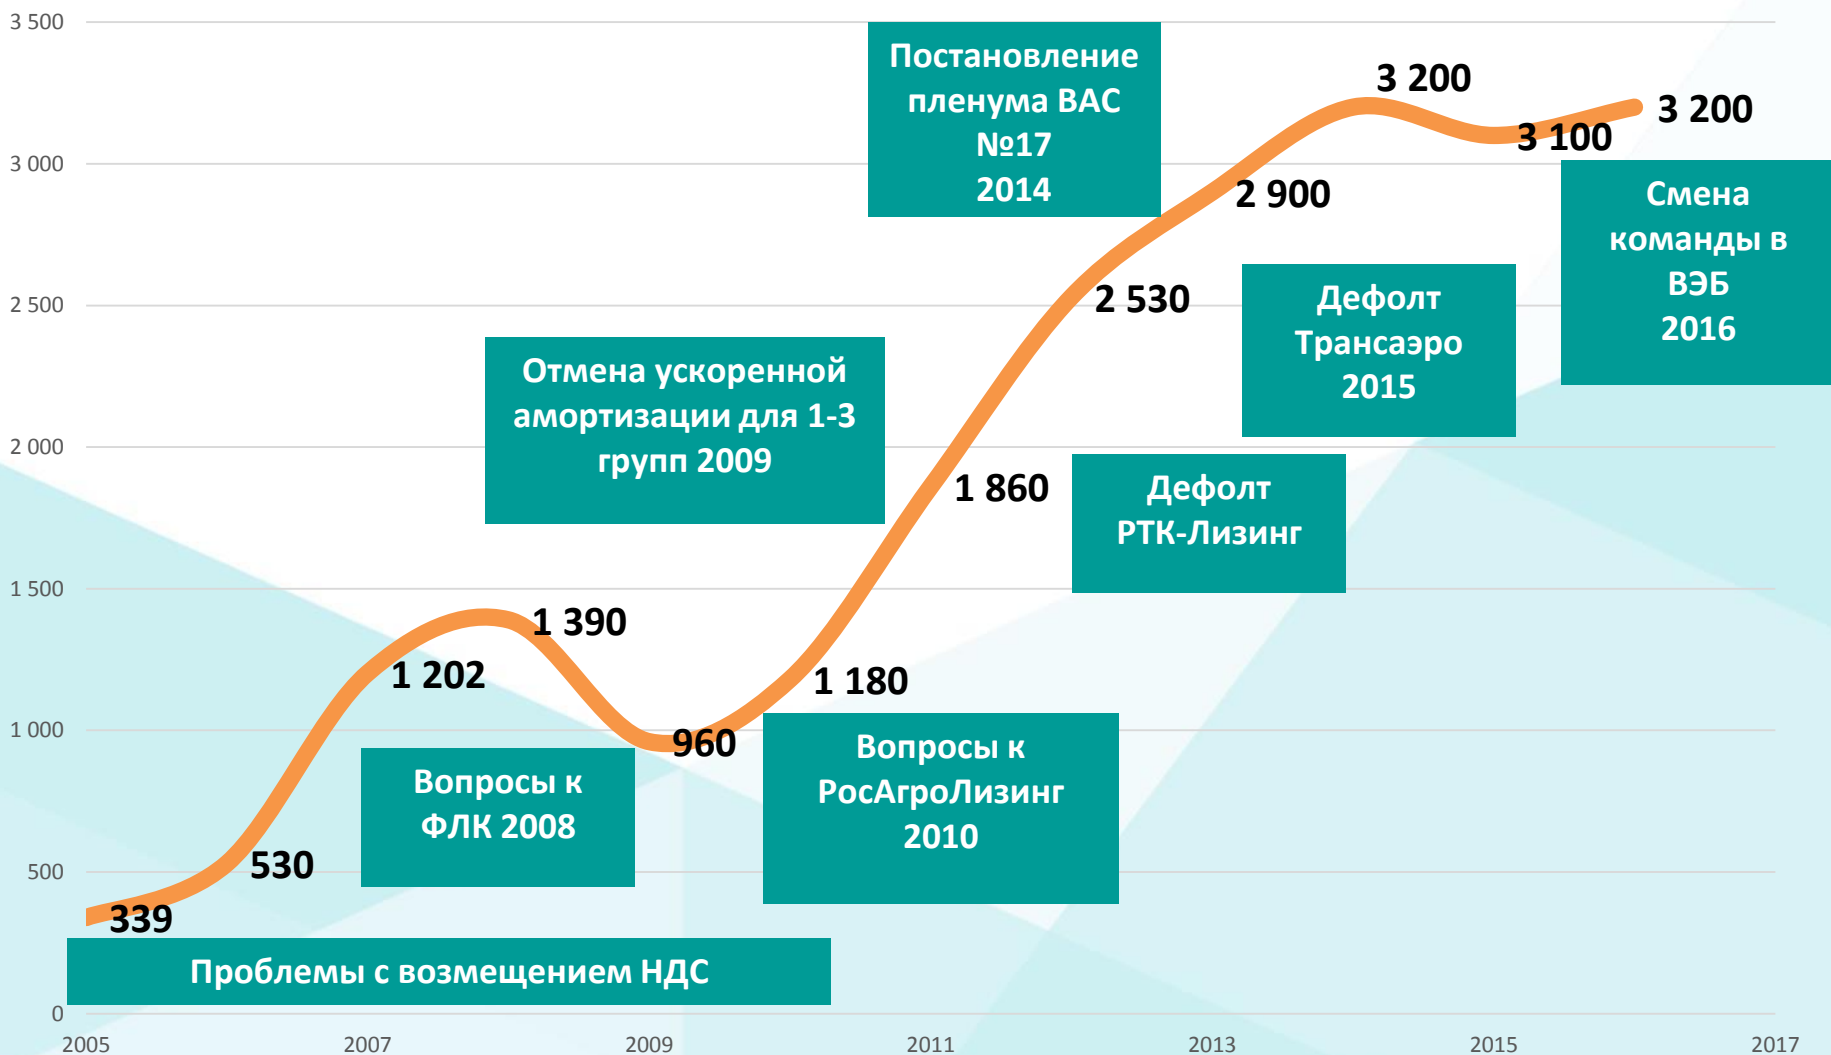 3 500
3 000
2 500
2 000
1 500
1 000
500
0
Постановление
пленума ВАС
№17
2014
3 200
3 200
3 100
2 900
Смена
команды в
ВЭБ
2016
2 530
Дефолт
Трансаэро
2015
Отмена ускоренной
амортизации для 1-3
групп 2009
1 860
Дефолт
РТК-Лизинг
1 390
1 202
1 180
960
Вопросы к
ФЛК 2008
Вопросы к
РосАгроЛизинг
2010
530
339
Проблемы с возмещением НДС
2005
2007
2009
2011
2013
2015
2017